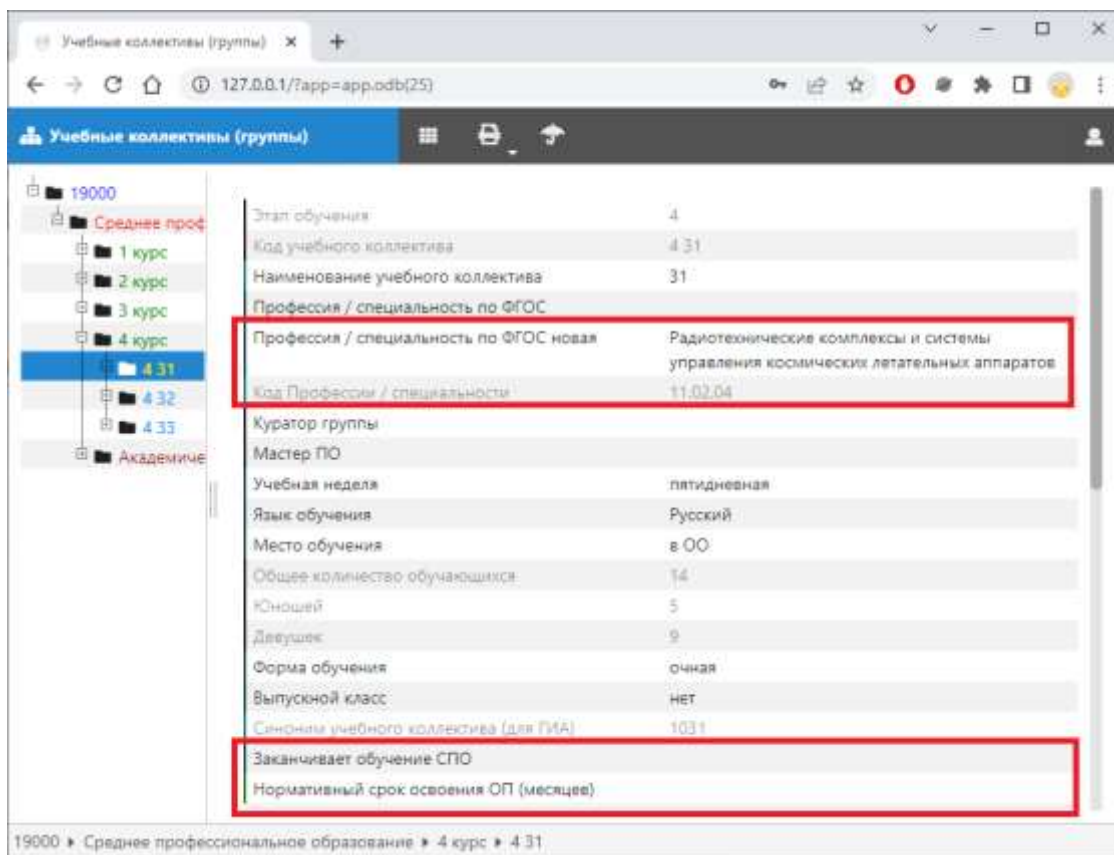 Учебные коллективы (группы)
127.0.0.1/?app=app.odb(25)
Учебные коллективы (группы)
19000
Среднее проф
1 курс
2 курс
3 курс
4 курс
4 31
4 32
4 33
Академиче
Этап обучения 4
Код учебного коллектива 4 31
Наименование учебного коллектива 31
Профессия / специальность по ФГОС
Профессия / специальность по ФГОС новая Радиотехнические комплексы и системы
управления космических летательных аппаратов
Код Профессии / специальности 11.02.04
Куратор группы
Мастер ПО
Учебная неделя пятидневная
Язык обучения Русский
Место обучения в ОО
Общее количество обучающихся 14
Юношей 5
Девушек 9
Форма обучения очная
Выпускной класс нет
Синоним учебного коллектива (для ГИА) 1031
Заканчивает обучение СПО
Нормативный срок освоения ОП (месяцев)
19000 ▸ Среднее профессиональное образование ▸ 4 курс ▸ 4 31